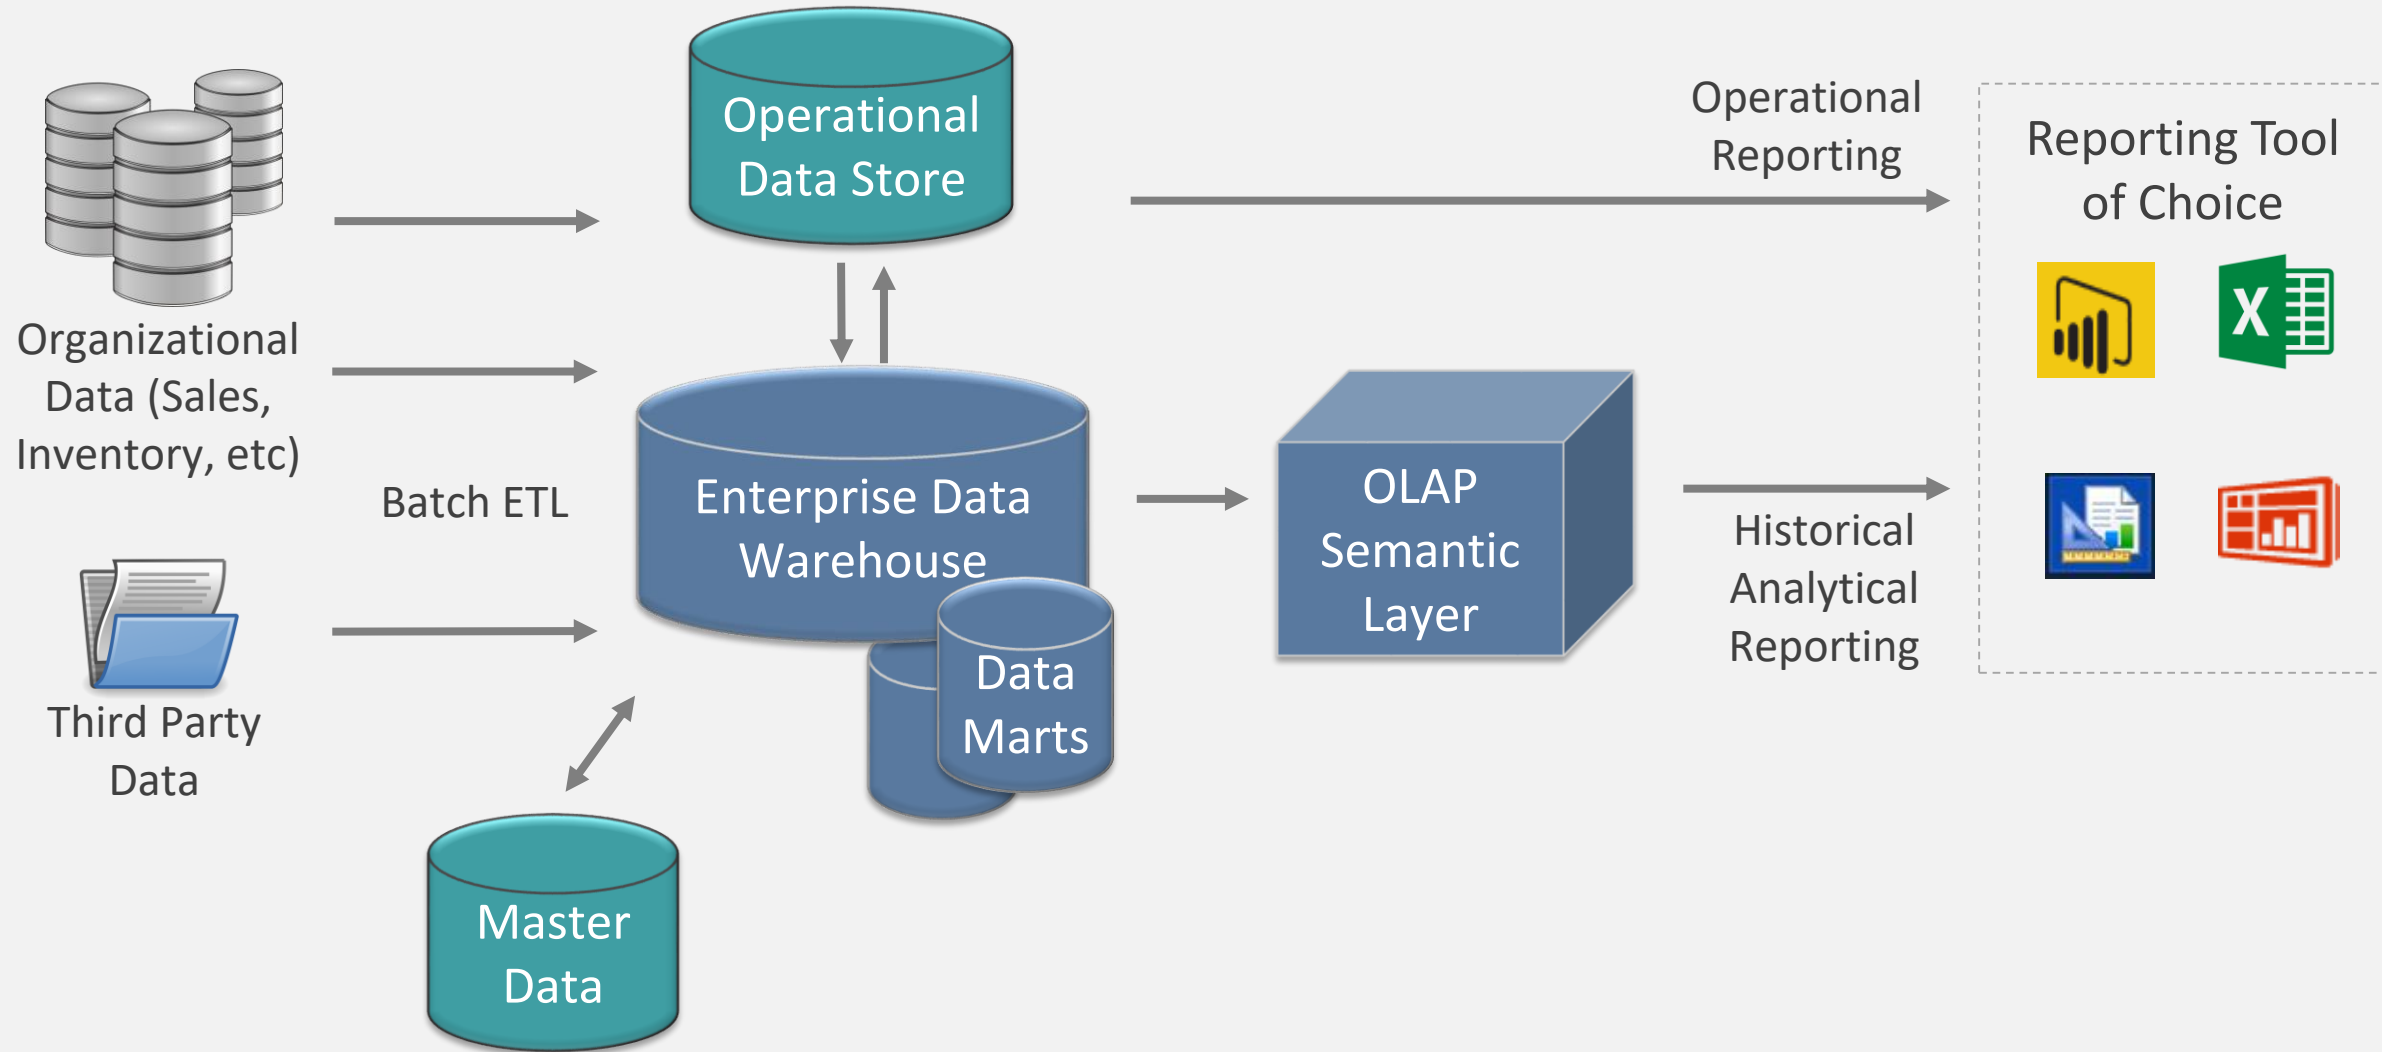 Operational
Data Store
Operational
Reporting
Reporting Tool
of Choice
Organizational
Data (Sales,
Inventory, etc)
Batch ETL
Enterprise Data
Warehouse
OLAP
Semantic
Layer
Historical
Analytical
Reporting
X
Data
Marts
Third Party
Data
Master
Data